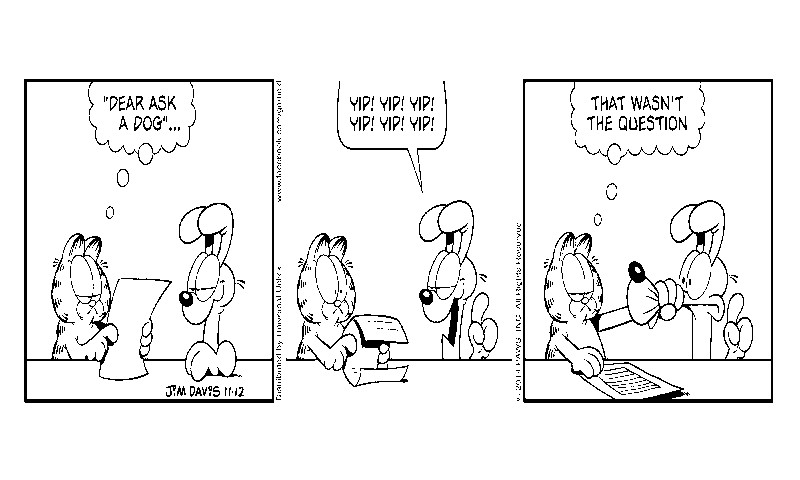 "DEAR ASK
A DOG"...
JIM DAVIS 11·12
YIP! YIP! YIP!
YIP! YIP! YIP!
THAT WASN'T
THE QUESTION